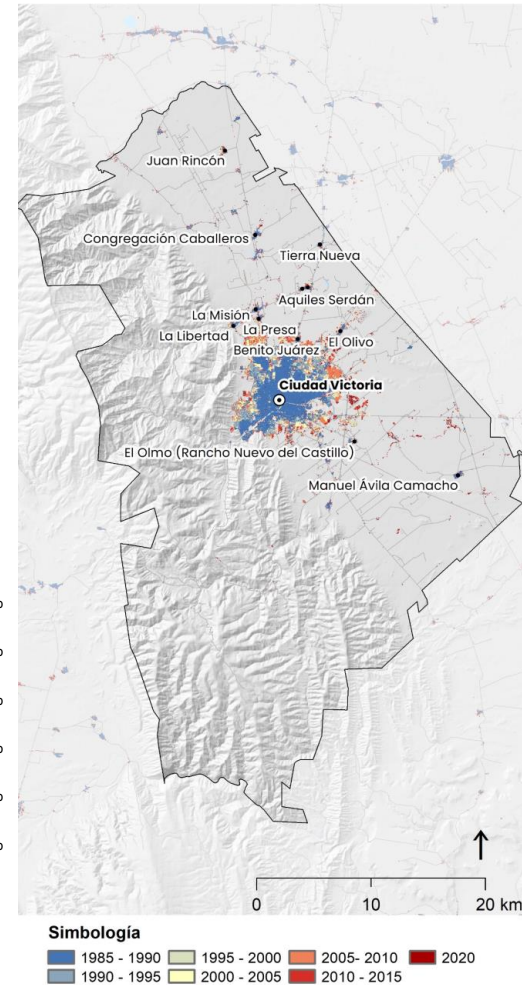 Juan Rincón
Congregación Caballeros
Tierra Nueva
Aquiles Serdán
La Misión
La Libertad
La Presa
El Olivo
Benito Juárez
Ciudad Victoria
El Olmo (Rancho Nuevo del Castillo)
Manuel Ávila Camacho
0 10 20 km
Simbología
1985 - 1990 1995 - 2000 2005- 2010 2020
1990 - 1995 2000 - 2005 2010 - 2015